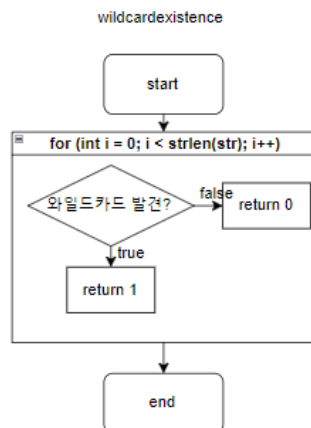 wildcardexistence
start
for (int i = 0; i < strlen(str); i++)
와일드카드 발견?
false
return 0
true
return 1
end